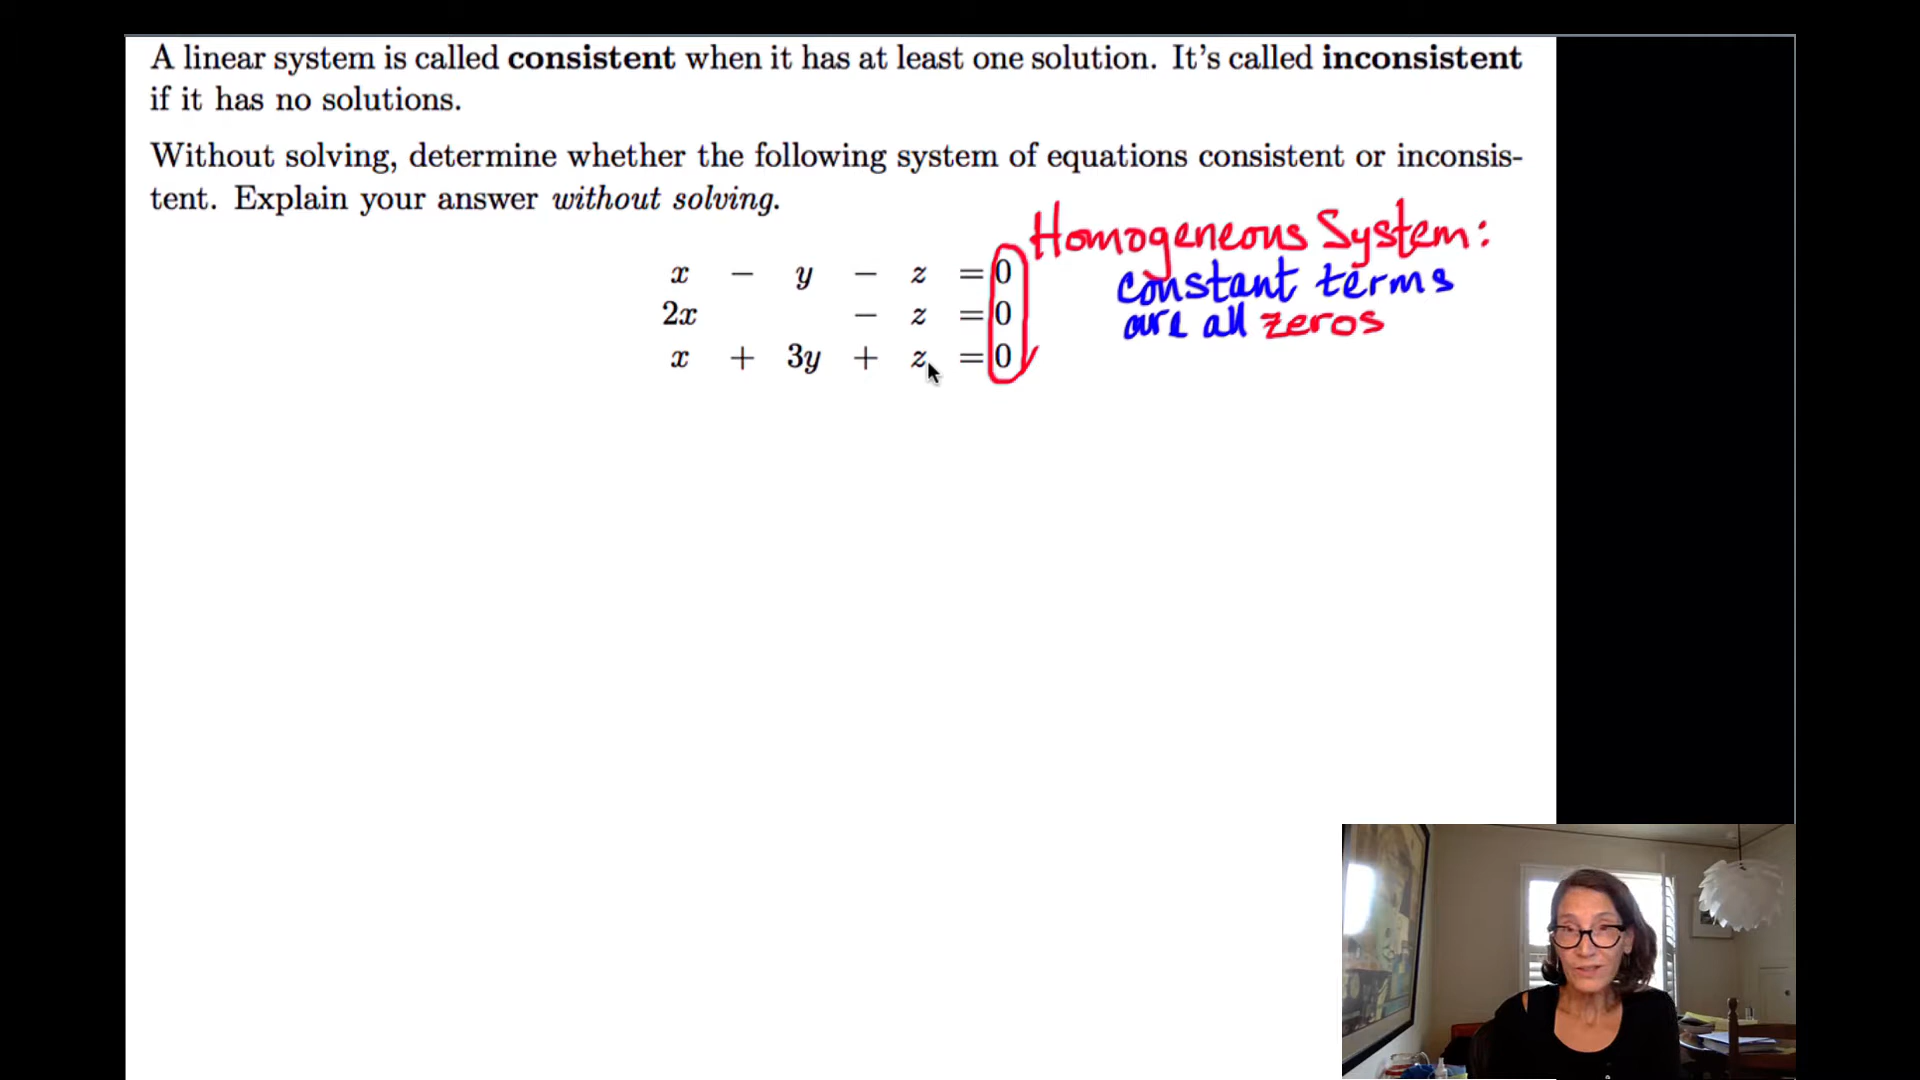 A linear system is called consistent when it has at least one solution. It's called inconsistent
if it has no solutions.
Without solving, determine whether the following system of equations consistent or inconsis-
tent. Explain your answer without solving.
Homogeneous System:
constant terms
are all zeros
x − y − z = 0
2x − z = 0
x + 3y + z = 0